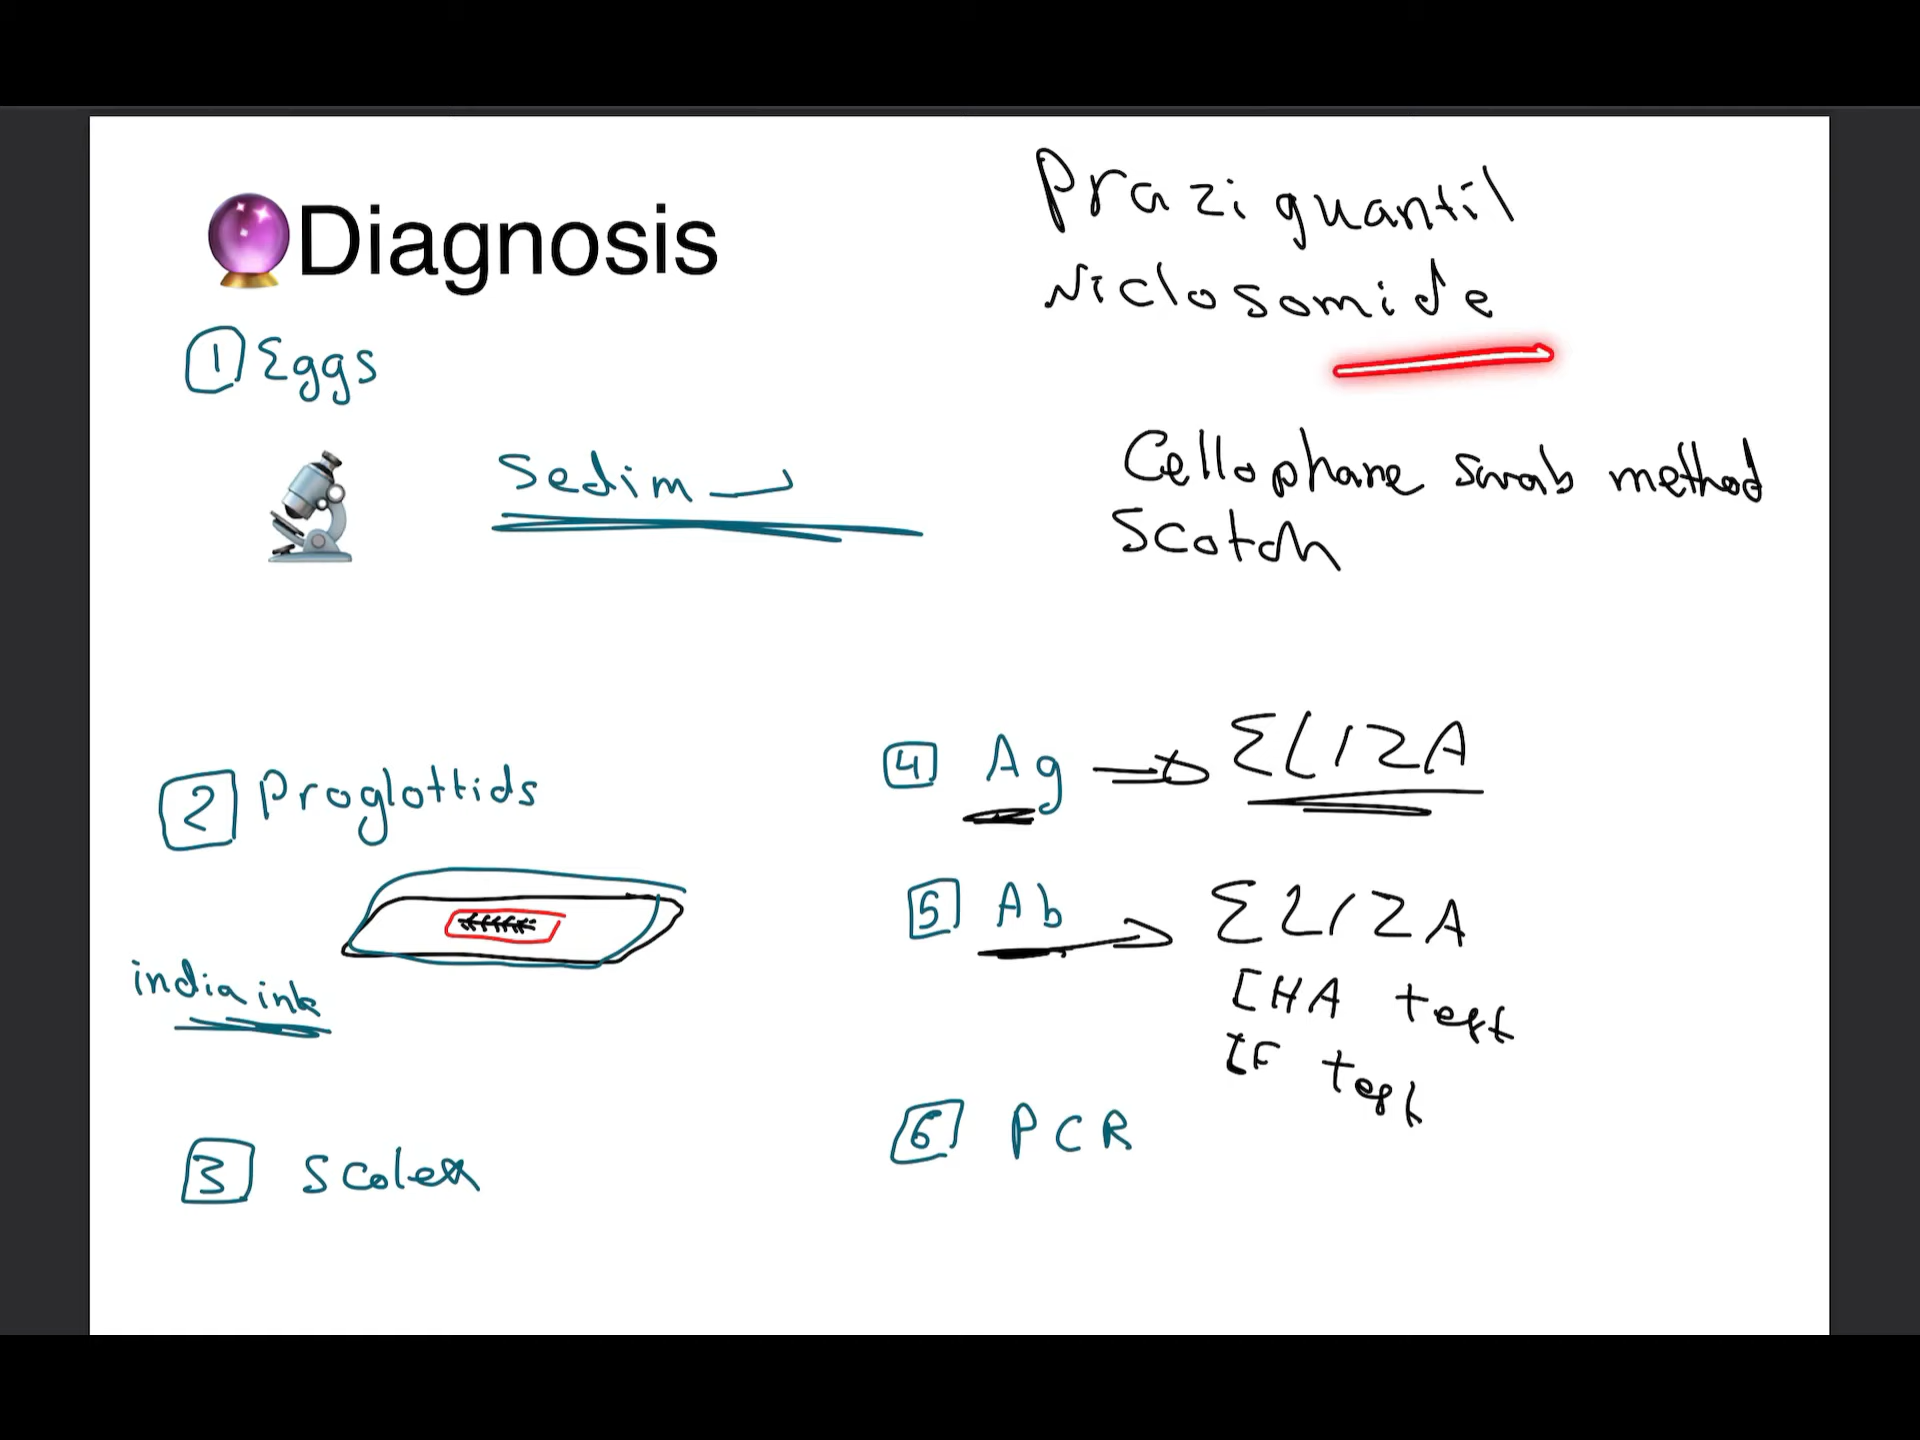 Diagnosis
1 Eggs
Sedim
2 Proglottids
india ink
3 Scolex
Praziquantil
Niclosomide
Cellophane swab method
Scotch
4 Ag → ELIZA
5 Ab → ELIZA
IHA test
IF test
6 PCR